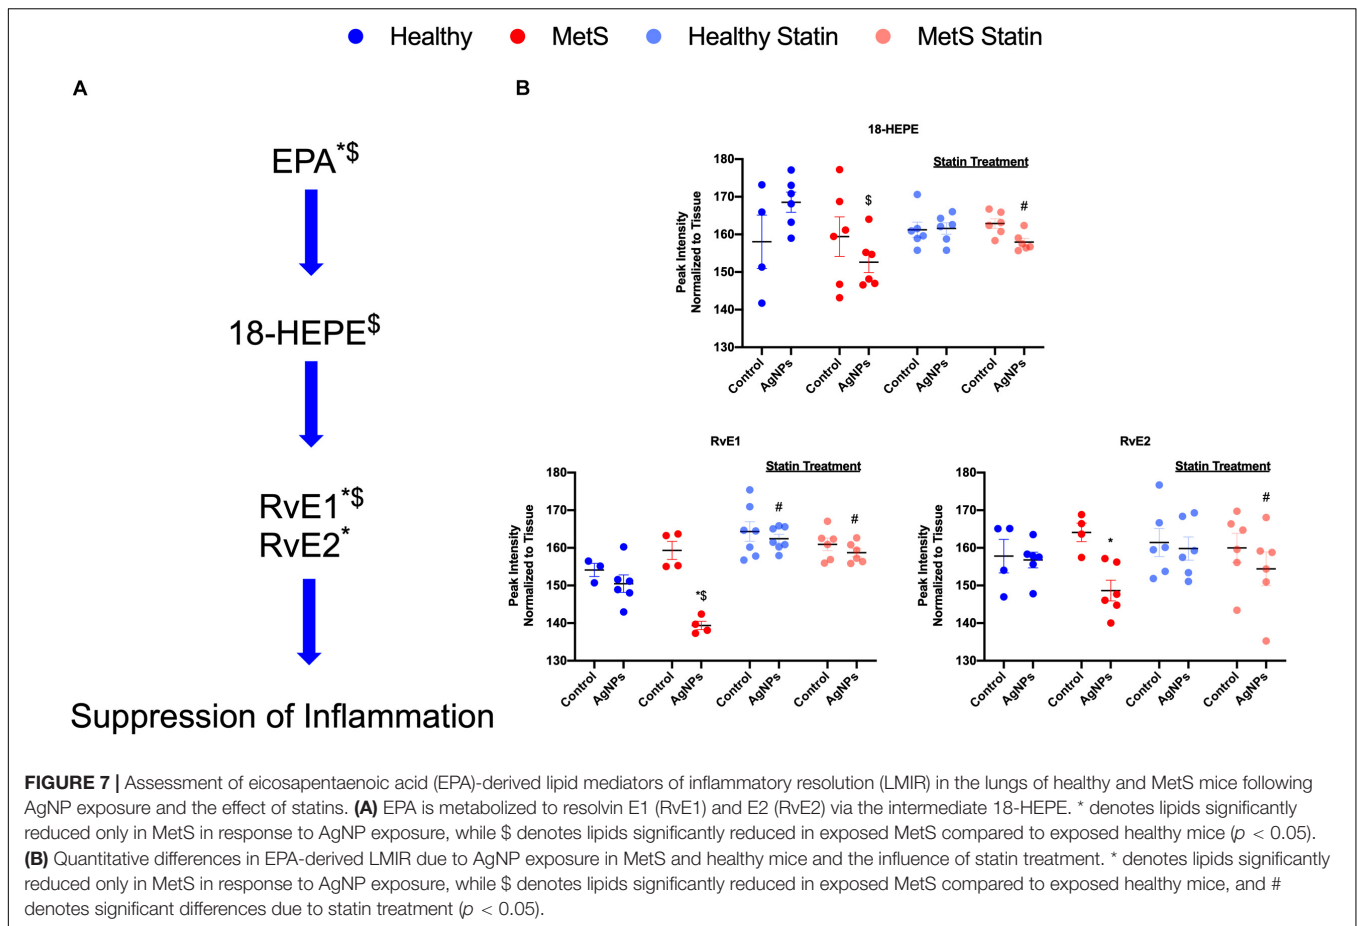 Healthy MetS Healthy Statin MetS Statin
A
EPA*$
18-HEPE$
RvE1*$
RvE2*
Suppression of Inflammation
B
18-HEPE
Statin Treatment
Peak Intensity
Normalized to Tissue
180
170
160
150
140
130
$
#
Control AgNPs Control AgNPs Control AgNPs Control AgNPs
RvE1
Statin Treatment
Peak Intensity
Normalized to Tissue
180
170
160
150
140
130
*$
#
#
Control AgNPs Control AgNPs Control AgNPs Control AgNPs
RvE2
Statin Treatment
Peak Intensity
Normalized to Tissue
180
170
160
150
140
130
*
#
Control AgNPs Control AgNPs Control AgNPs Control AgNPs
FIGURE 7 | Assessment of eicosapentaenoic acid (EPA)-derived lipid mediators of inflammatory resolution (LMIR) in the lungs of healthy and MetS mice following
AgNP exposure and the effect of statins. (A) EPA is metabolized to resolvin E1 (RvE1) and E2 (RvE2) via the intermediate 18-HEPE. * denotes lipids significantly
reduced only in MetS in response to AgNP exposure, while $ denotes lipids significantly reduced in exposed MetS compared to exposed healthy mice (p < 0.05).
(B) Quantitative differences in EPA-derived LMIR due to AgNP exposure in MetS and healthy mice and the influence of statin treatment. * denotes lipids significantly
reduced only in MetS in response to AgNP exposure, while $ denotes lipids significantly reduced in exposed MetS compared to exposed healthy mice, and #
denotes significant differences due to statin treatment (p < 0.05).